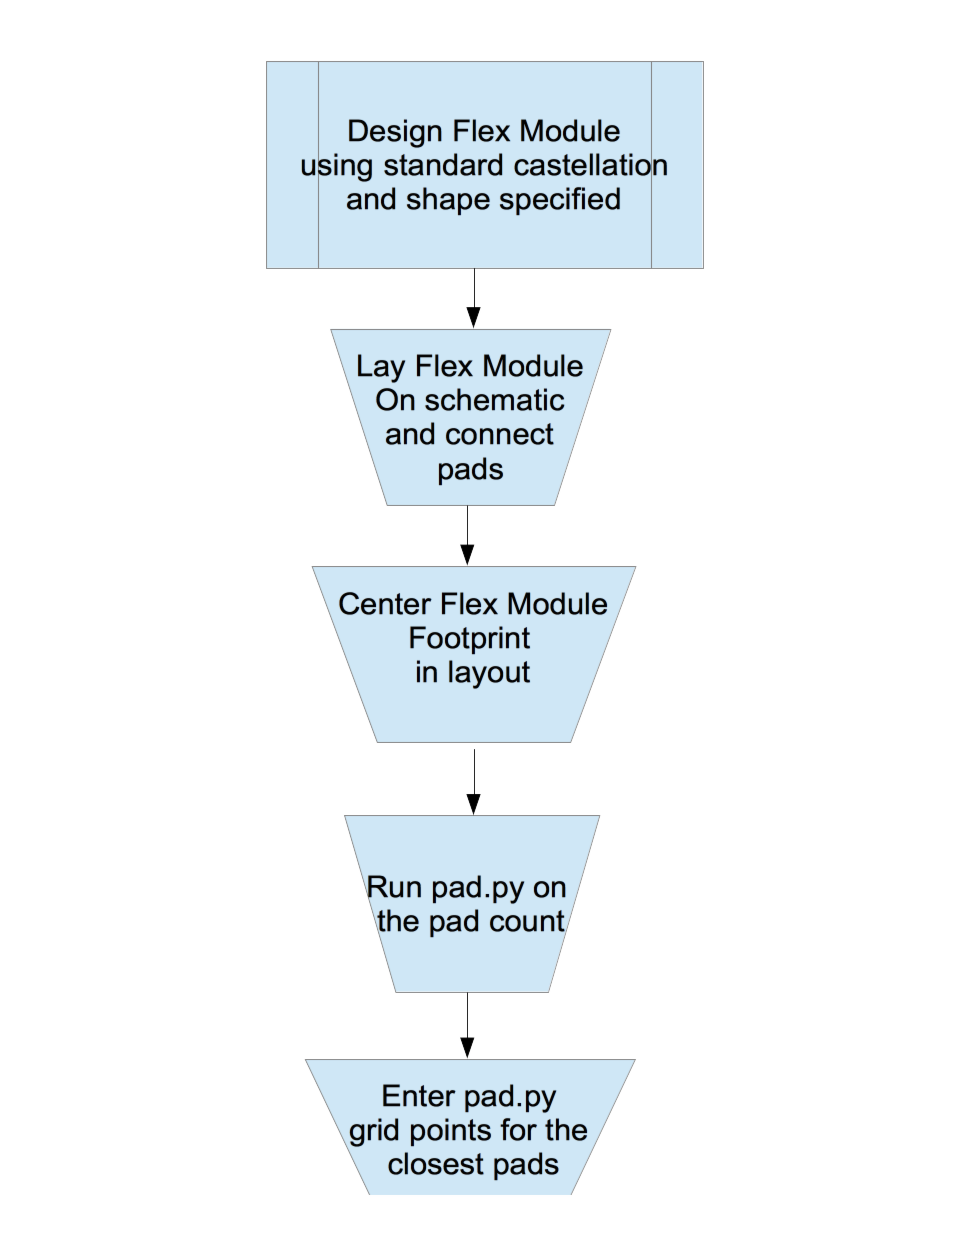 Design Flex Module
using standard castellation
and shape specified
Lay Flex Module
On schematic
and connect
pads
Center Flex Module
Footprint
in layout
Run pad.py on
the pad count
Enter pad.py
grid points for the
closest pads